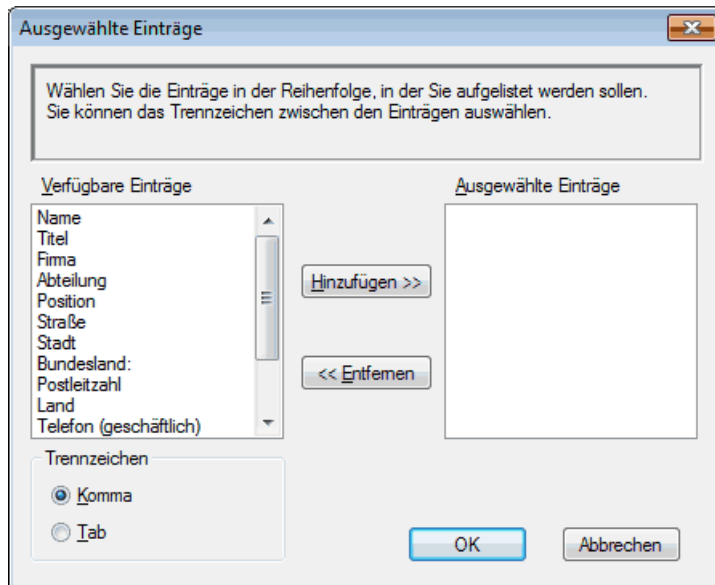 Ausgewählte Einträge
Wählen Sie die Einträge in der Reihenfolge, in der Sie aufgelistet werden sollen.
Sie können das Trennzeichen zwischen den Einträgen auswählen.
Verfügbare Einträge
Ausgewählte Einträge
Name
Titel
Firma
Abteilung
Position
Straße
Stadt
Bundesland:
Postleitzahl
Land
Telefon (geschäftlich)
Hinzufügen >>
<< Entfernen
Trennzeichen
Komma
Tab
OK
Abbrechen